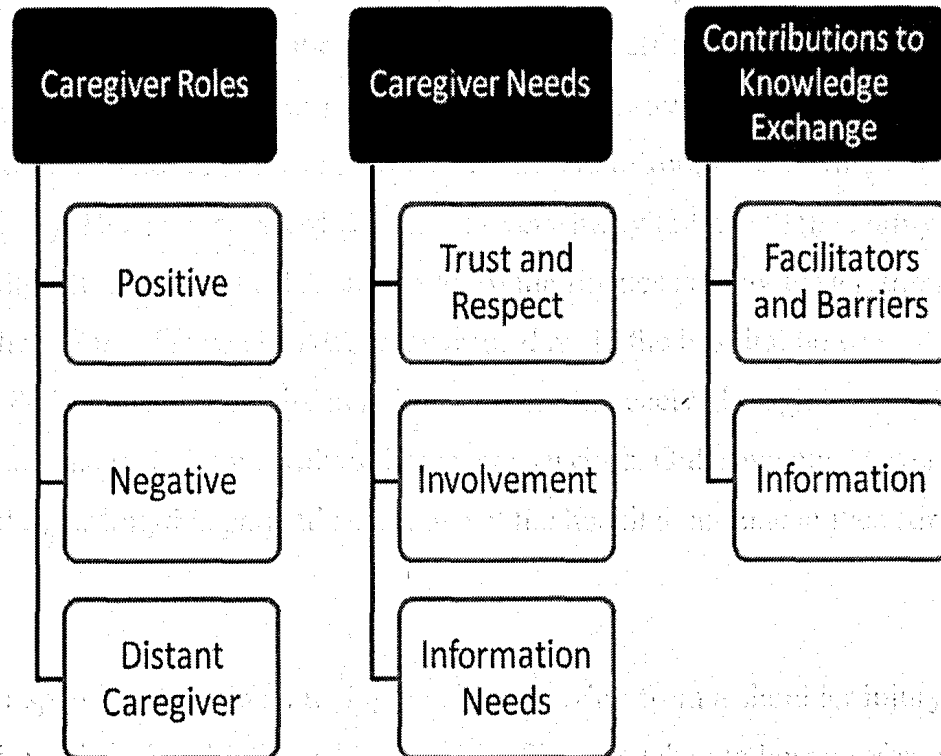 Caregiver Roles
Positive
Negative
Distant
Caregiver
Caregiver Needs
Trust and
Respect
Involvement
Information
Needs
Contributions to
Knowledge
Exchange
Facilitators
and Barriers
Information